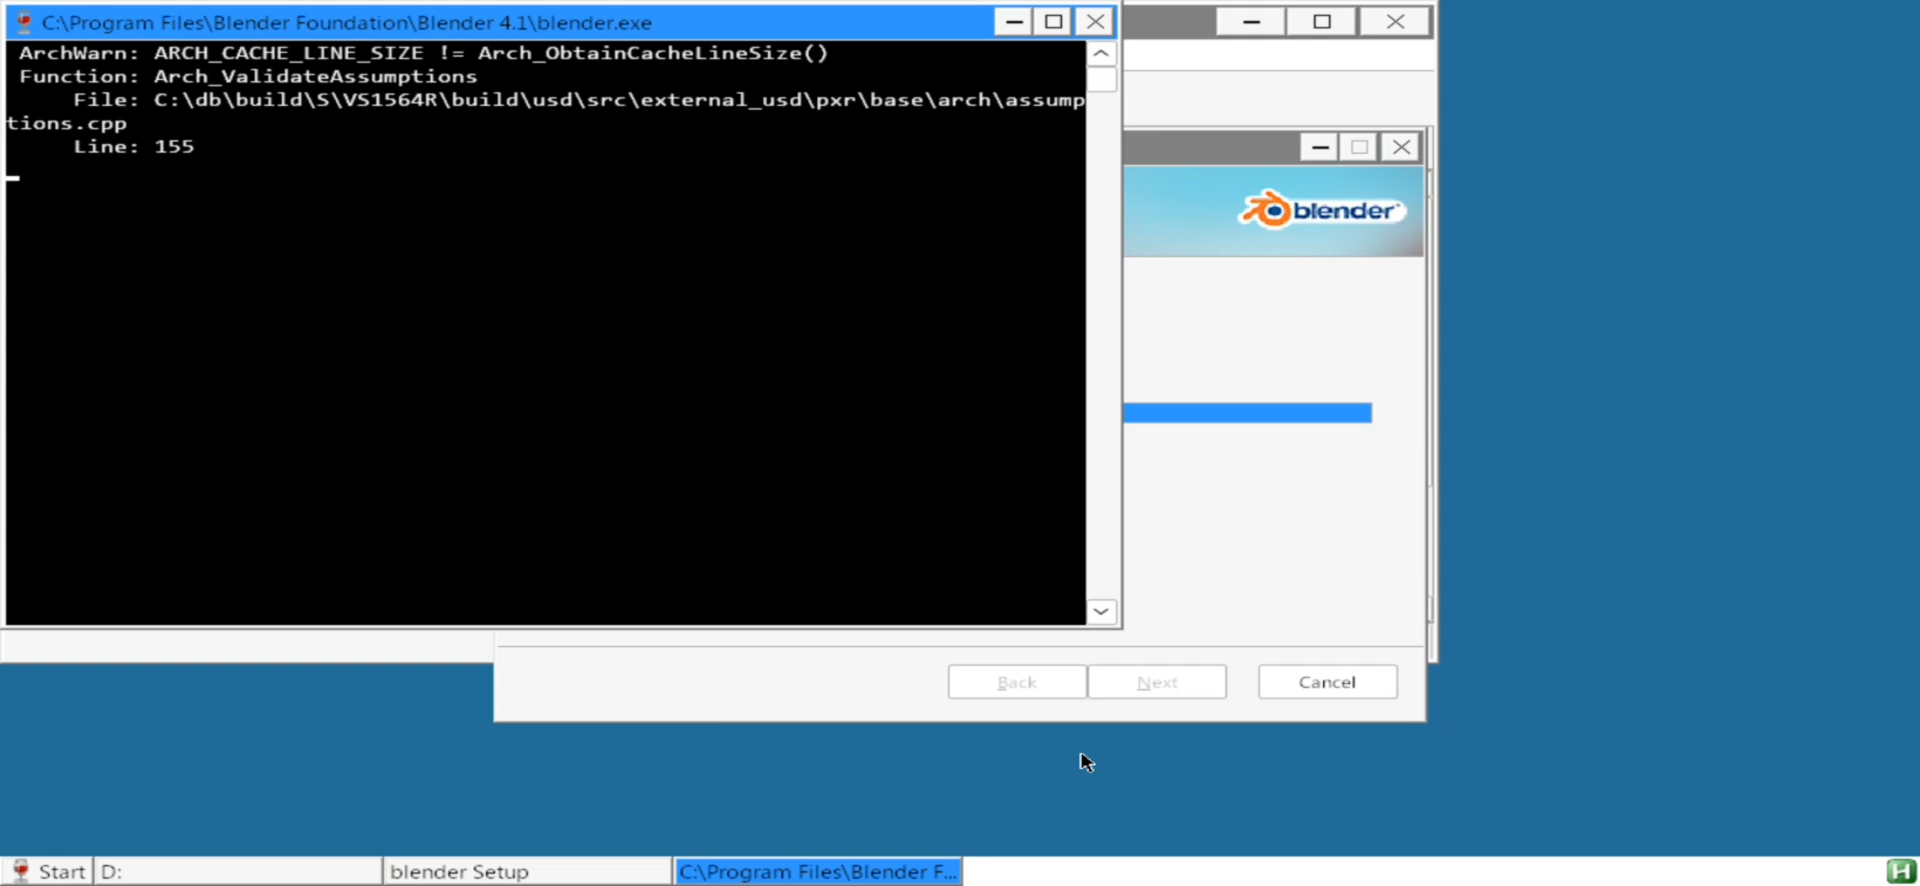 C:\Program Files\Blender Foundation\Blender 4.1\blender.exe
ArchWarn: ARCH_CACHE_LINE_SIZE != Arch_ObtainCacheLineSize()
Function: Arch_ValidateAssumptions
File: C:\db\build\S\VS1564R\build\usd\src\external_usd\pxr\base\arch\assump
tions.cpp
Line: 155
blender
Back Next Cancel
Start D: blender Setup C:\Program Files\Blender F... H